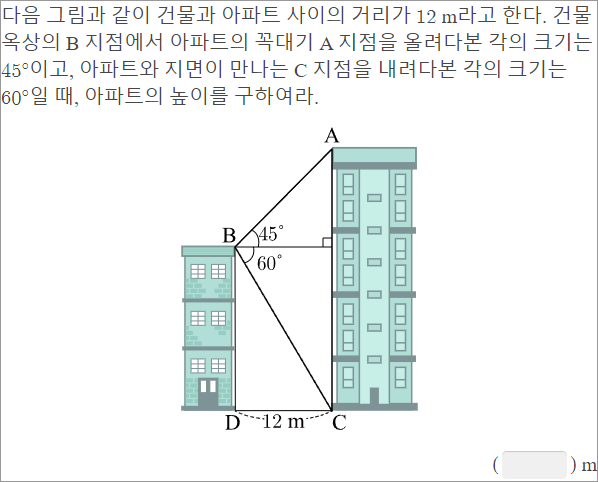 다음 그림과 같이 건물과 아파트 사이의 거리가 12 m라고 한다. 건물
옥상의 B 지점에서 아파트의 꼭대기 A 지점을 올려다본 각의 크기는
45°이고, 아파트와 지면이 만나는 C 지점을 내려다본 각의 크기는
60°일 때, 아파트의 높이를 구하여라.
A
B
45°
60°
D
12 m
C
( ) m